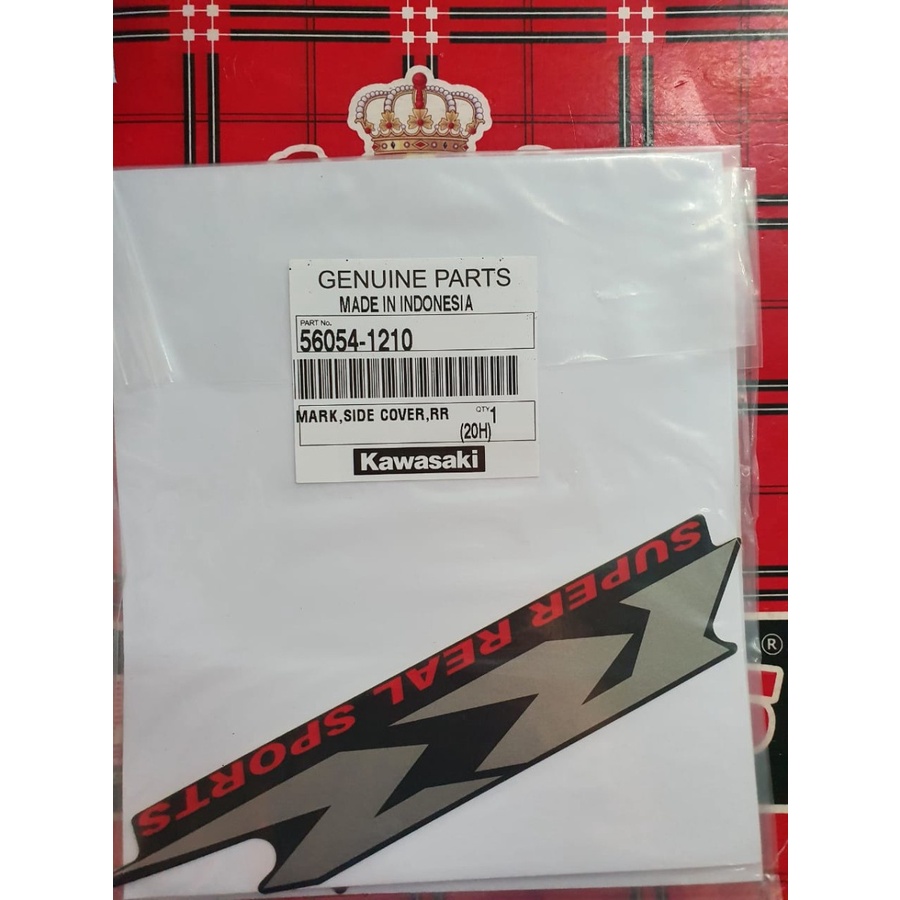 GENUINE PARTS
MADE IN INDONESIA
PART No.
56054-1210
MARK,SIDE COVER,RR
QTY 1
(20H)
Kawasaki
SUPER REAL SPORTS
RR
®